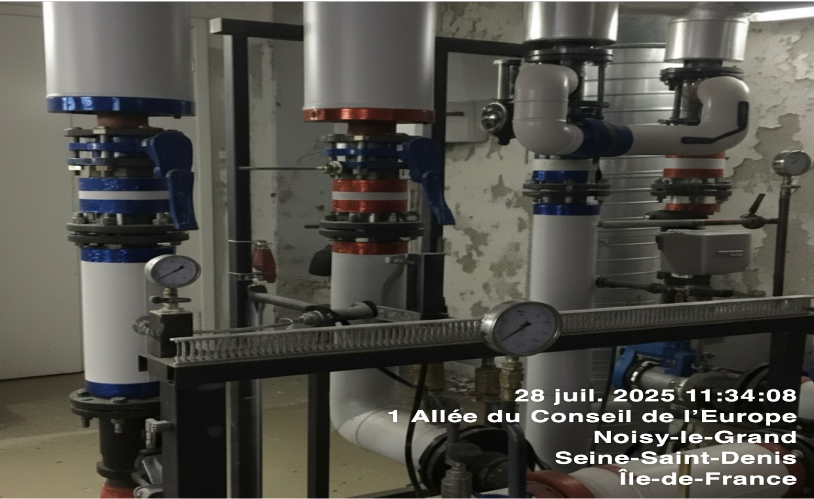 28 juil. 2025 11:34:08
1 Allée du Conseil de l’Europe
Noisy-le-Grand
Seine-Saint-Denis
Île-de-France